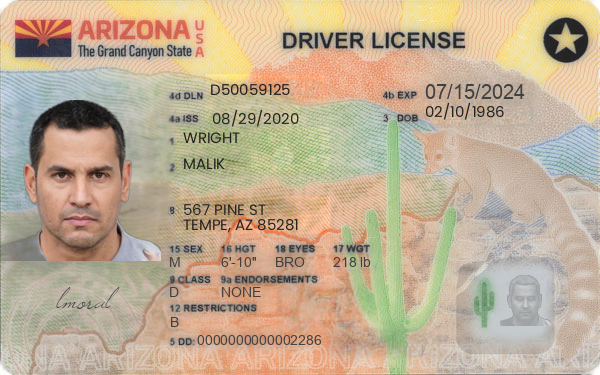 ARIZONA USA
The Grand Canyon State
DRIVER LICENSE
4d DLN D50059125
4b EXP 07/15/2024
4a ISS 08/29/2020
3 DOB 02/10/1986
1 WRIGHT
2 MALIK
8 567 PINE ST
TEMPE, AZ 85281
15 SEX 16 HGT 18 EYES 17 WGT
M 6'-10" BRO 218 lb
9 CLASS 9a ENDORSEMENTS
D NONE
lmoral
12 RESTRICTIONS
B
5 DD: 0000000000002286
ONA ARIZONA ARIZONA ARIZONA ARIZONA ARIZ